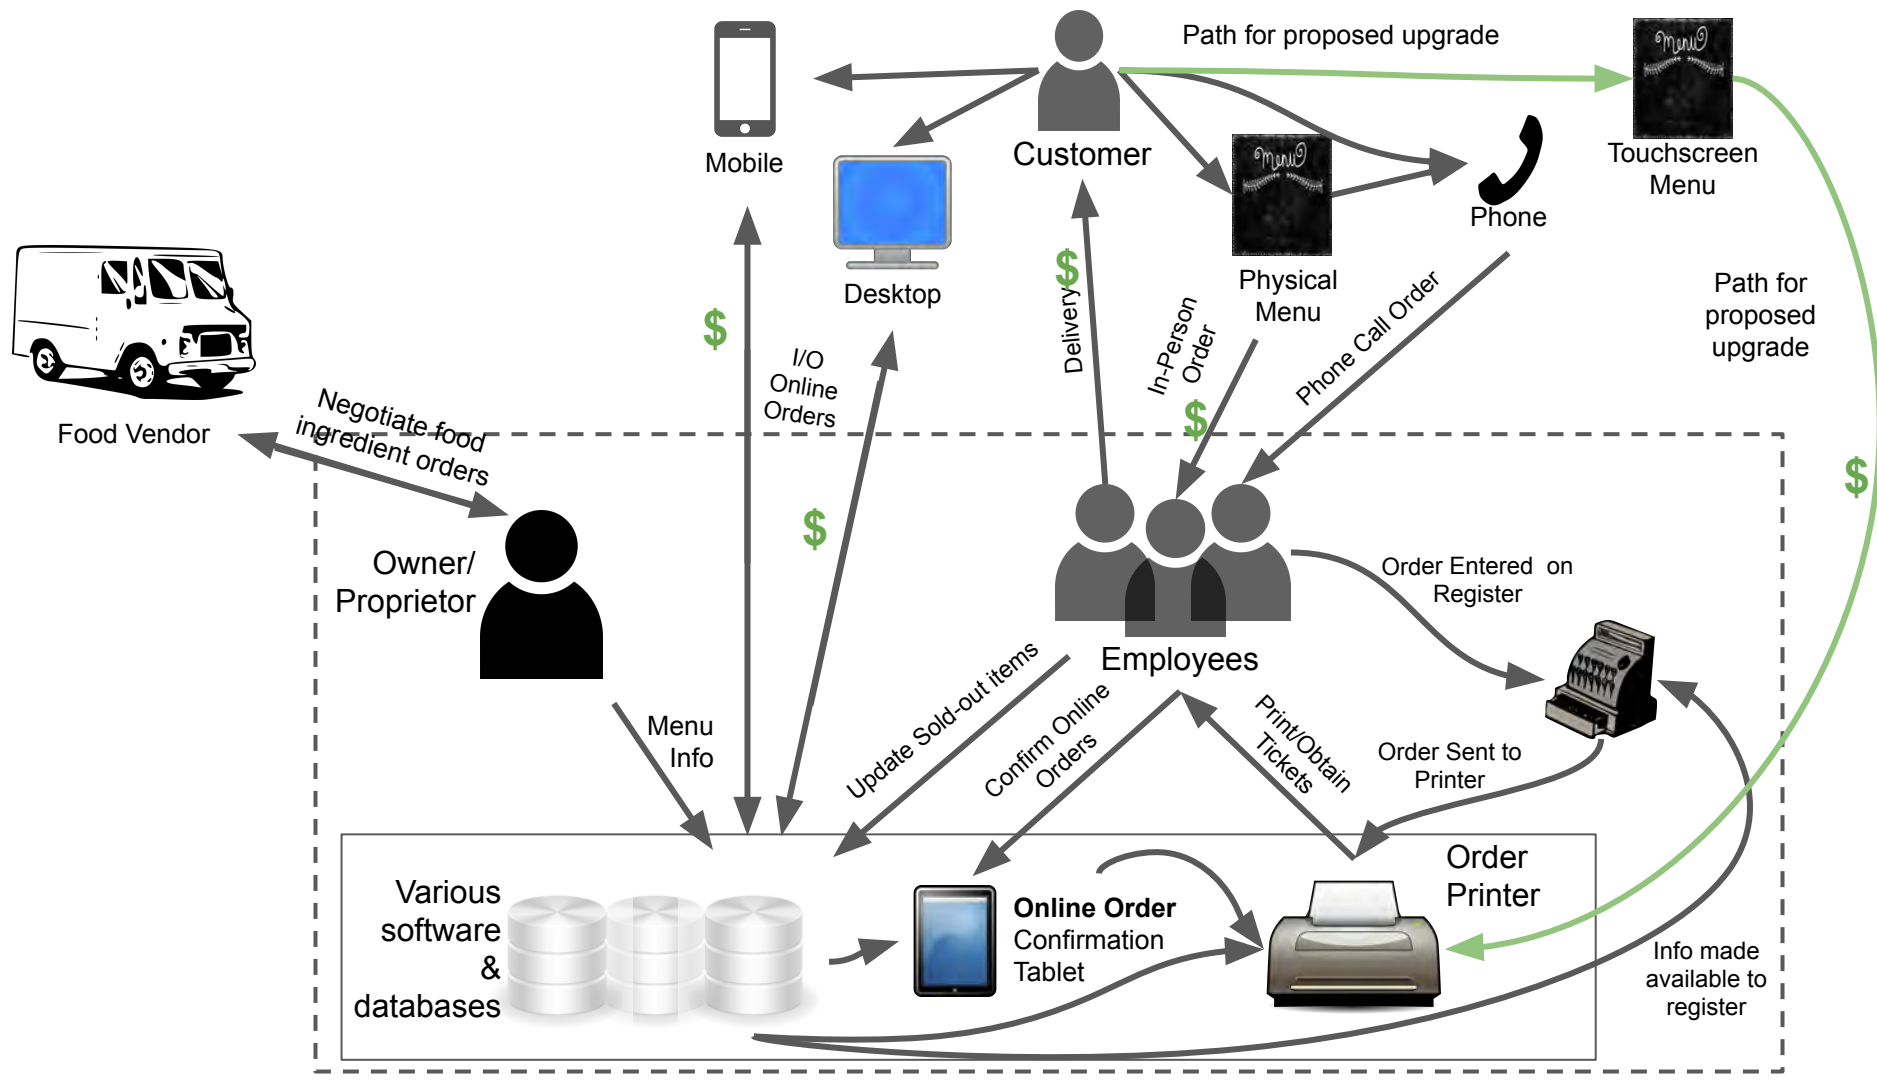 Path for proposed upgrade
Menu
Mobile
Customer
Menu
Touchscreen
Menu
Phone
Desktop
Physical
Menu
$
Delivery
In-Person
Order
$
Phone Call Order
Path for
proposed
upgrade
$
I/O
Online
Orders
Food Vendor
Negotiate food
ingredient orders
$
$
Owner/
Proprietor
Order Entered on
Register
Employees
Menu
Info
Update Sold-out items
Confirm Online
Orders
Print/Obtain
Tickets
Order Sent to
Printer
Order
Printer
Various
software
&
databases
Online Order
Confirmation
Tablet
Info made
available to
register